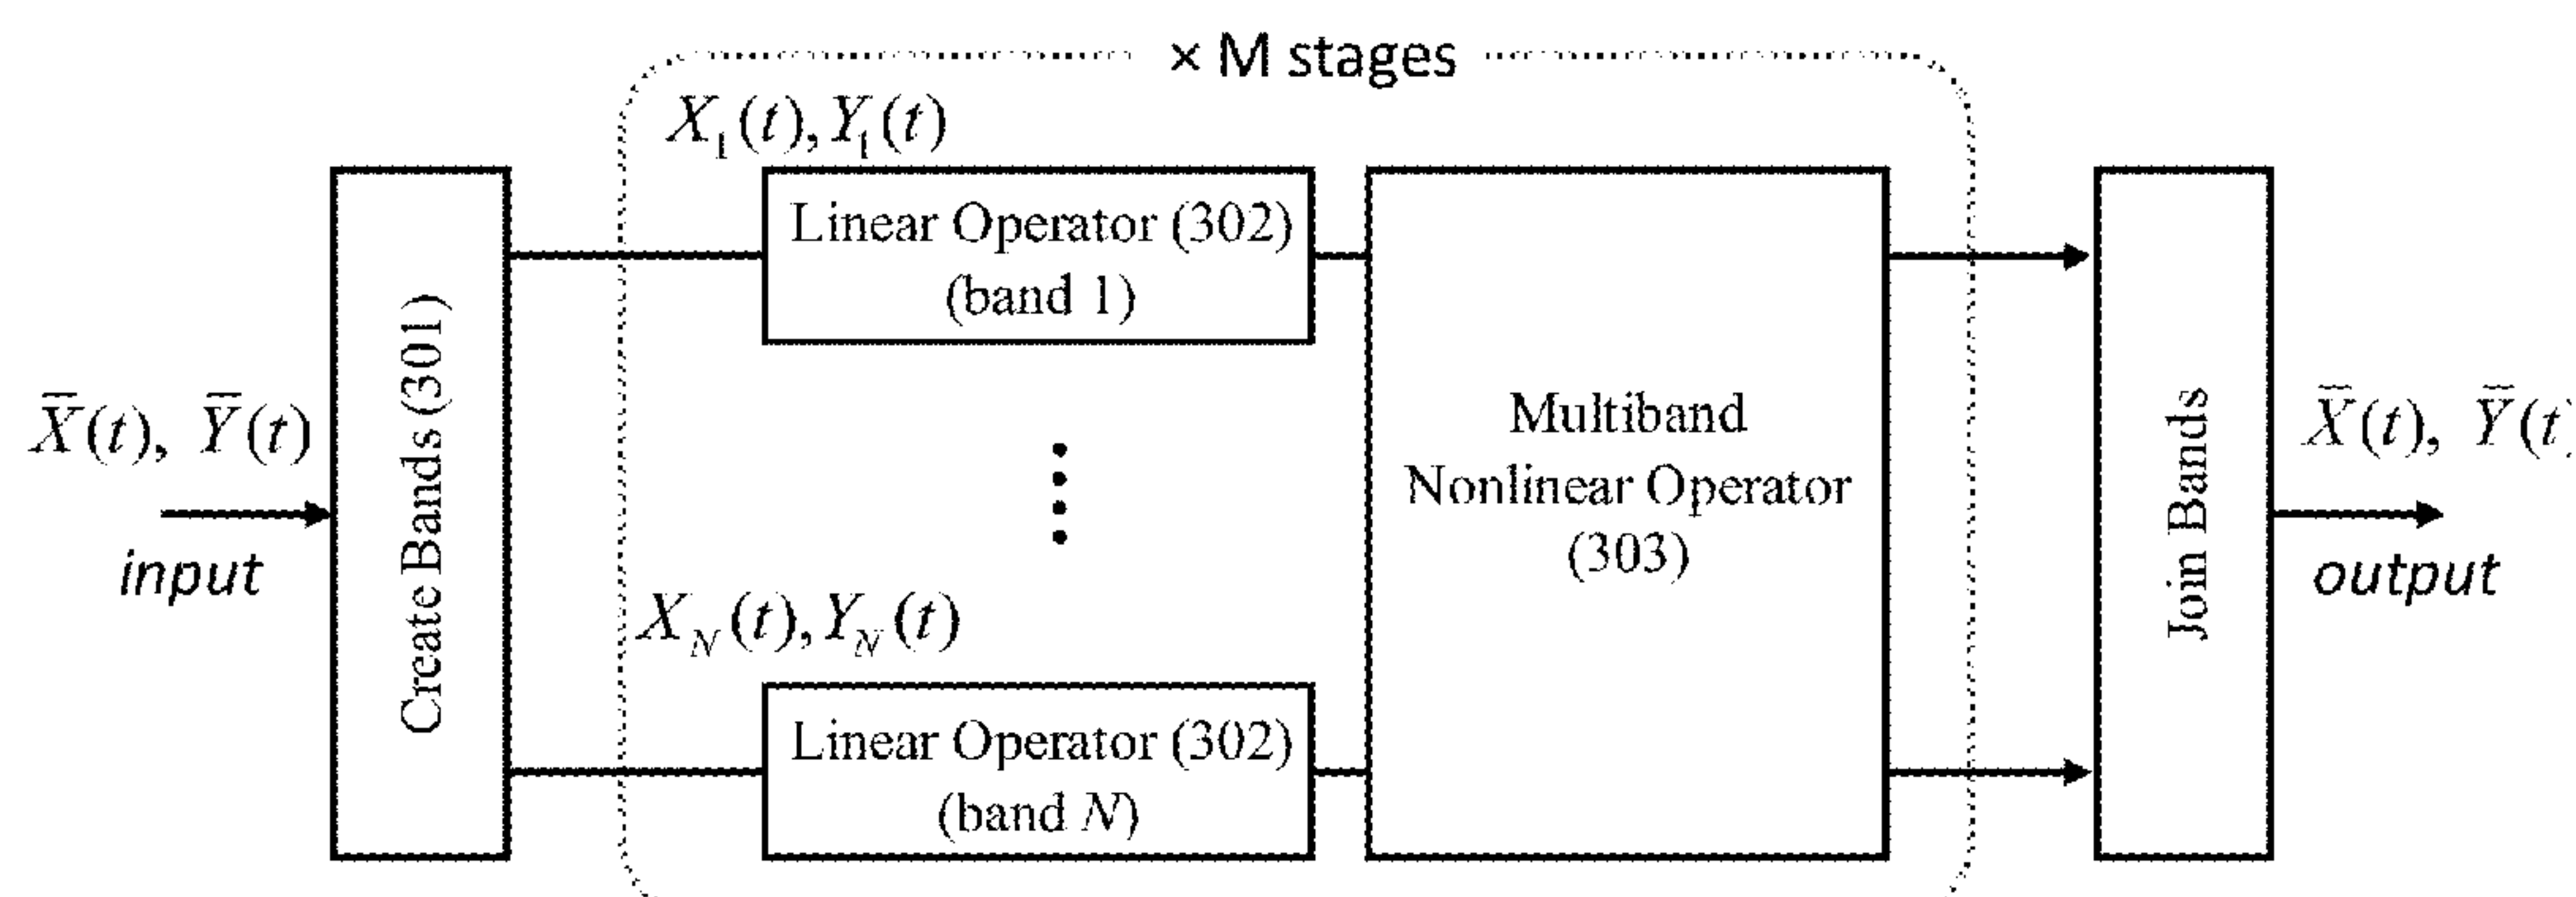 × M stages
X₁(t), Y₁(t)
Linear Operator (302)
(band 1)
Create Bands (301)
X̄(t), Ȳ(t)
input
Multiband
Nonlinear Operator
(303)
X_N(t), Y_N(t)
Linear Operator (302)
(band N)
Join Bands
X̄(t), Ȳ(t)
output